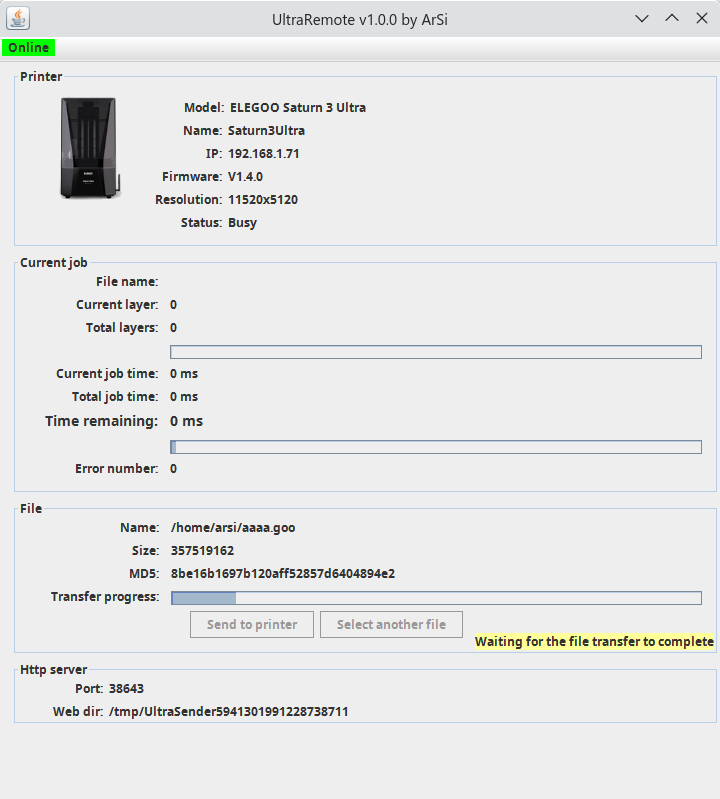 UltraRemote v1.0.0 by ArSi
Online
Printer
Model: ELEGOO Saturn 3 Ultra
Name: Saturn3Ultra
IP: 192.168.1.71
Firmware: V1.4.0
Resolution: 11520x5120
Status: Busy
Current job
File name:
Current layer: 0
Total layers: 0
Current job time: 0 ms
Total job time: 0 ms
Time remaining: 0 ms
Error number: 0
File
Name: /home/arsi/aaaa.goo
Size: 357519162
MD5: 8be16b1697b120aff52857d6404894e2
Transfer progress:
Send to printer Select another file
Waiting for the file transfer to complete
Http server
Port: 38643
Web dir: /tmp/UltraSender5941301991228738711